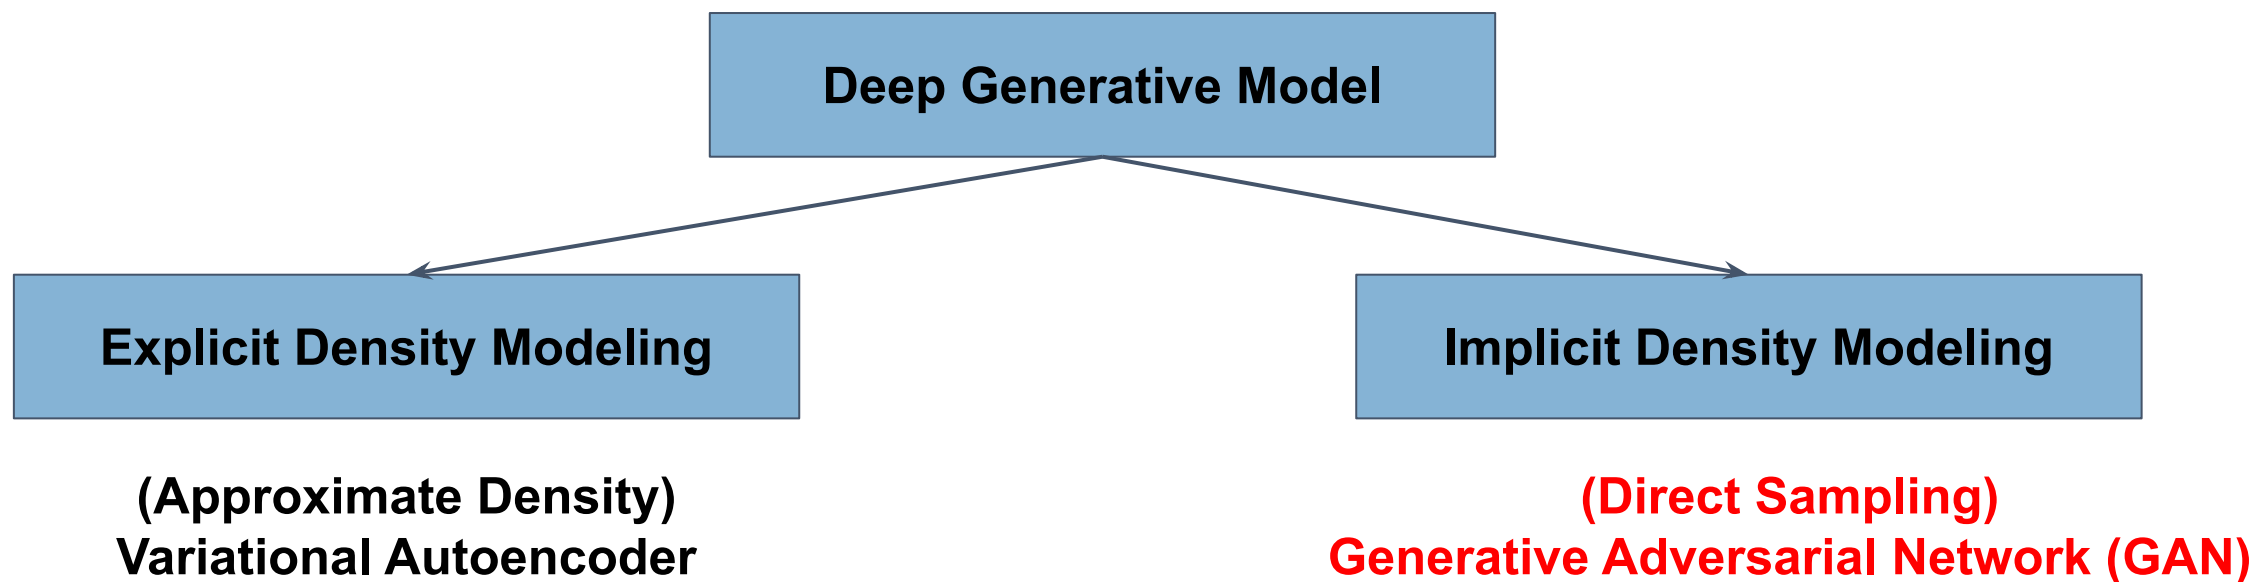 Deep Generative Model
Explicit Density Modeling
Implicit Density Modeling
(Approximate Density)
Variational Autoencoder
(Direct Sampling)
Generative Adversarial Network (GAN)